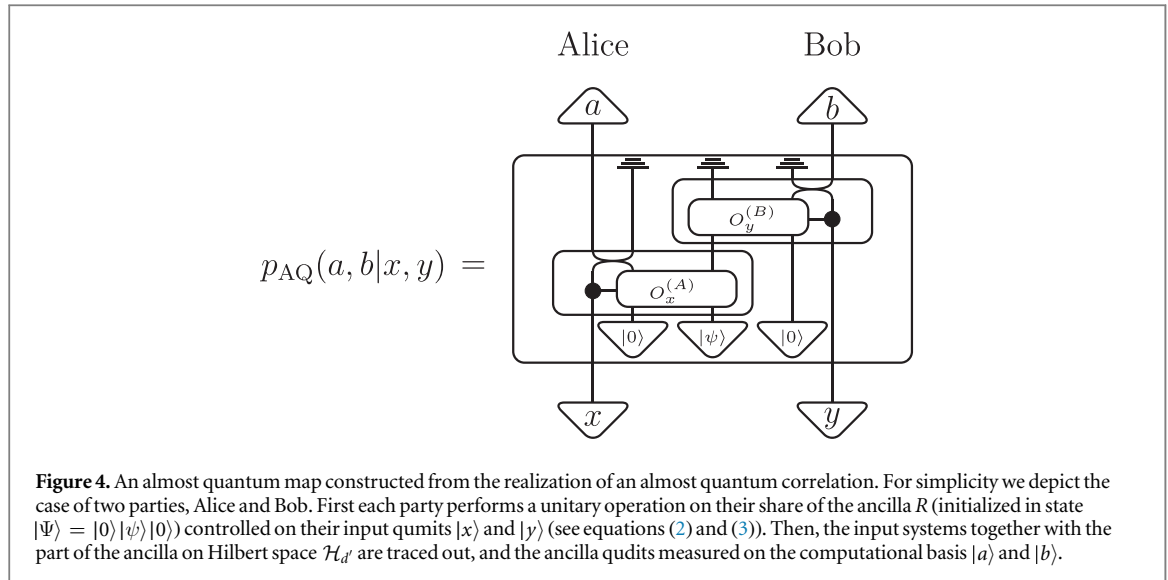 Alice Bob
a b
O_y^{(B)}
p_{AQ}(a, b|x, y) =
O_x^{(A)}
|0⟩ |ψ⟩ |0⟩
x y
Figure 4. An almost quantum map constructed from the realization of an almost quantum correlation. For simplicity we depict the
case of two parties, Alice and Bob. First each party performs a unitary operation on their share of the ancilla R (initialized in state
|Ψ⟩ = |0⟩|ψ⟩|0⟩) controlled on their input qumits |x⟩ and |y⟩ (see equations (2) and (3)). Then, the input systems together with the
part of the ancilla on Hilbert space ℋ_{d′} are traced out, and the ancilla qudits measured on the computational basis |a⟩ and |b⟩.